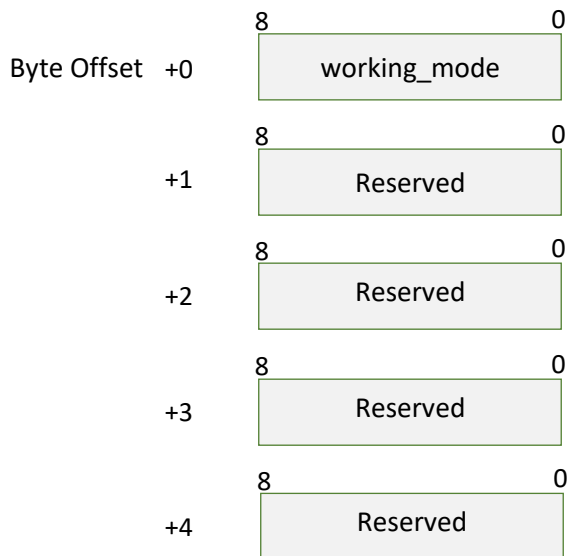 8 0
Byte Offset +0 working_mode
8 0
+1 Reserved
8 0
+2 Reserved
8 0
+3 Reserved
8 0
+4 Reserved